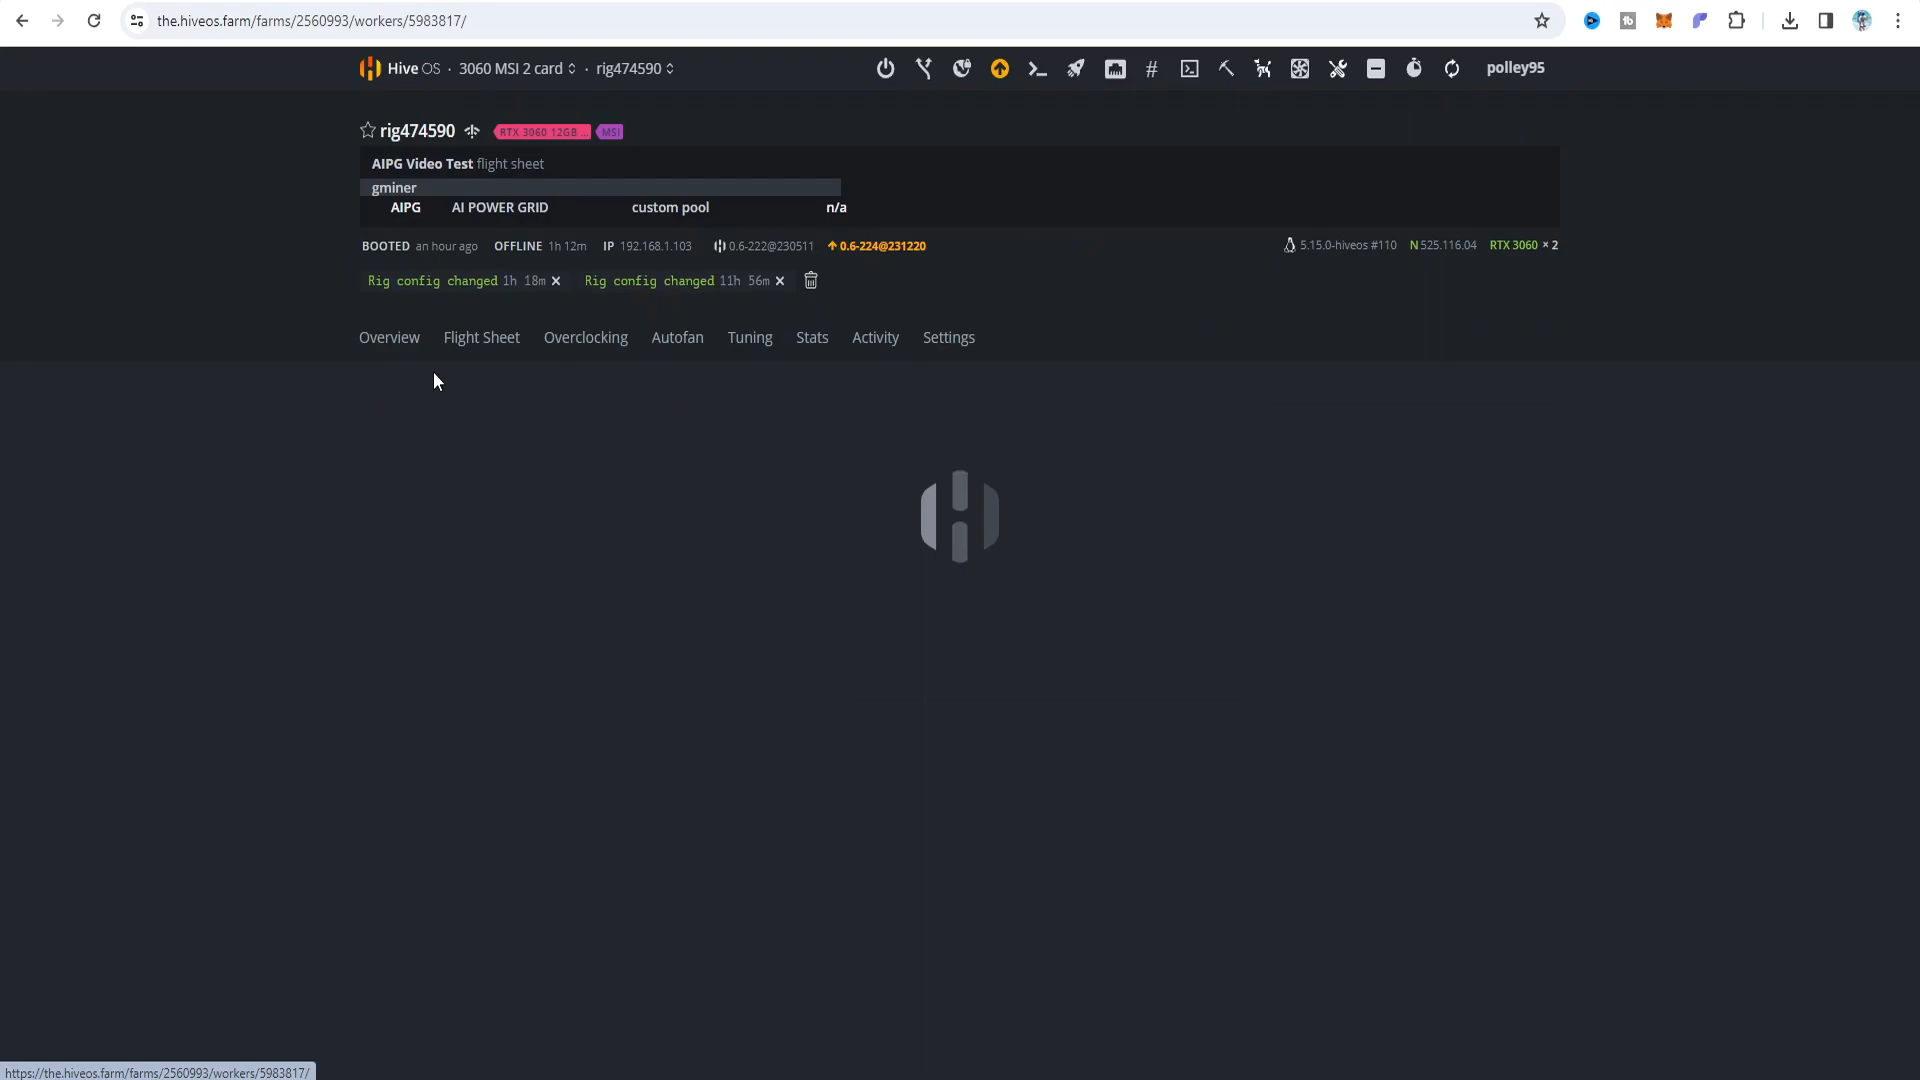 the.hiveos.farm/farms/2560993/workers/5983817/
Hive OS · 3060 MSI 2 card · rig474590
polley95
rig474590 RTX 3060 12GB ... MSI
AIPG Video Test flight sheet
gminer
AIPG AI POWER GRID custom pool n/a
BOOTED an hour ago OFFLINE 1h 12m IP 192.168.1.103 0.6-222@230511 0.6-224@231220 5.15.0-hiveos #110 N 525.116.04 RTX 3060 × 2
Rig config changed 1h 18m Rig config changed 11h 56m
Overview Flight Sheet Overclocking Autofan Tuning Stats Activity Settings
https://the.hiveos.farm/farms/2560993/workers/5983817/